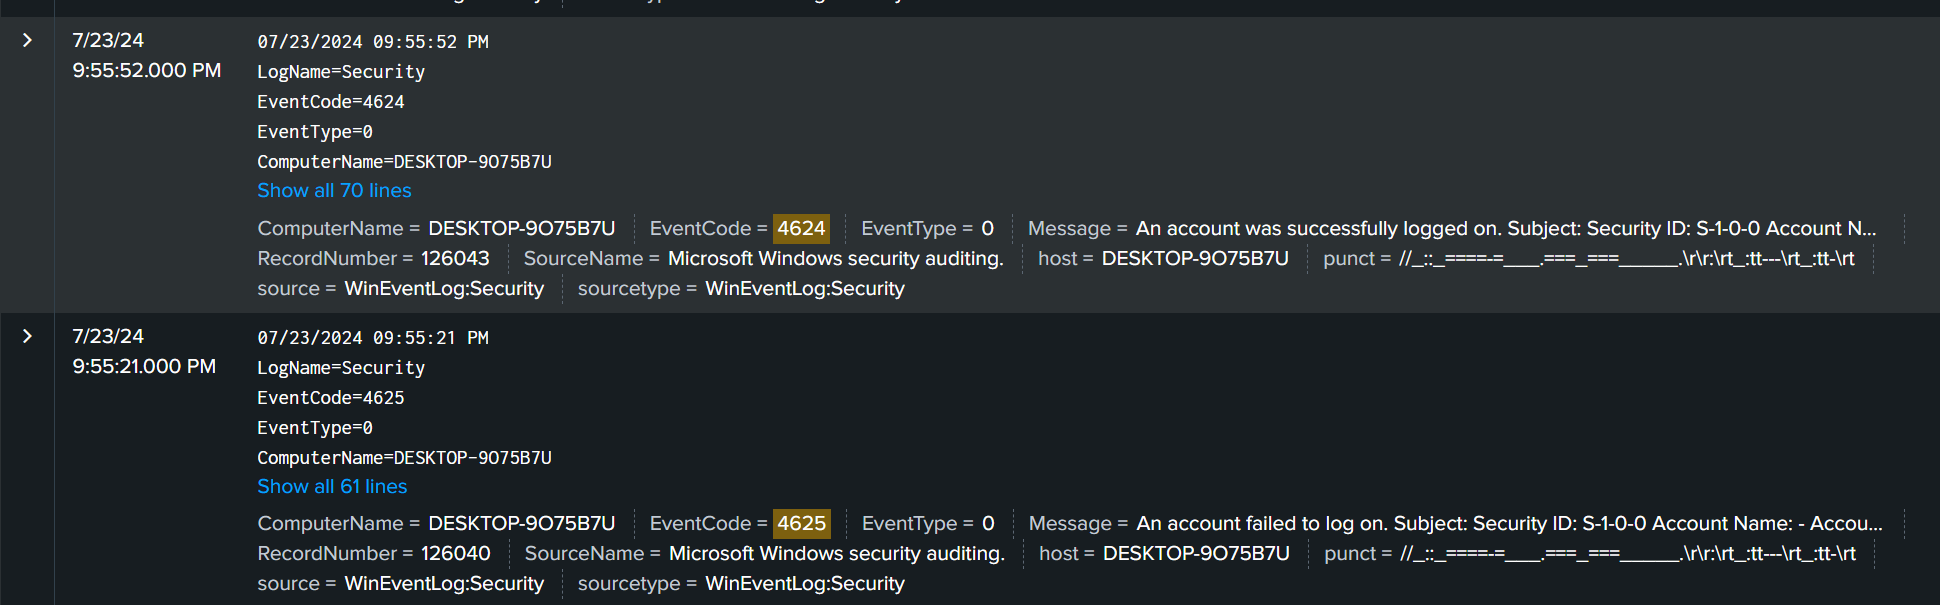 7/23/24
9:55:52.000 PM
07/23/2024 09:55:52 PM
LogName=Security
EventCode=4624
EventType=0
ComputerName=DESKTOP-9O75B7U
Show all 70 lines
ComputerName = DESKTOP-9O75B7U EventCode = 4624 EventType = 0 Message = An account was successfully logged on. Subject: Security ID: S-1-0-0 Account N...
RecordNumber = 126043 SourceName = Microsoft Windows security auditing. host = DESKTOP-9O75B7U punct = //_::_====-=___.===_===_____.\r\r:\rt_:tt---\rt_:tt-\rt
source = WinEventLog:Security sourcetype = WinEventLog:Security
7/23/24
9:55:21.000 PM
07/23/2024 09:55:21 PM
LogName=Security
EventCode=4625
EventType=0
ComputerName=DESKTOP-9O75B7U
Show all 61 lines
ComputerName = DESKTOP-9O75B7U EventCode = 4625 EventType = 0 Message = An account failed to log on. Subject: Security ID: S-1-0-0 Account Name: - Accou...
RecordNumber = 126040 SourceName = Microsoft Windows security auditing. host = DESKTOP-9O75B7U punct = //_::_====-=___.===_===_____.\r\r:\rt_:tt---\rt_:tt-\rt
source = WinEventLog:Security sourcetype = WinEventLog:Security